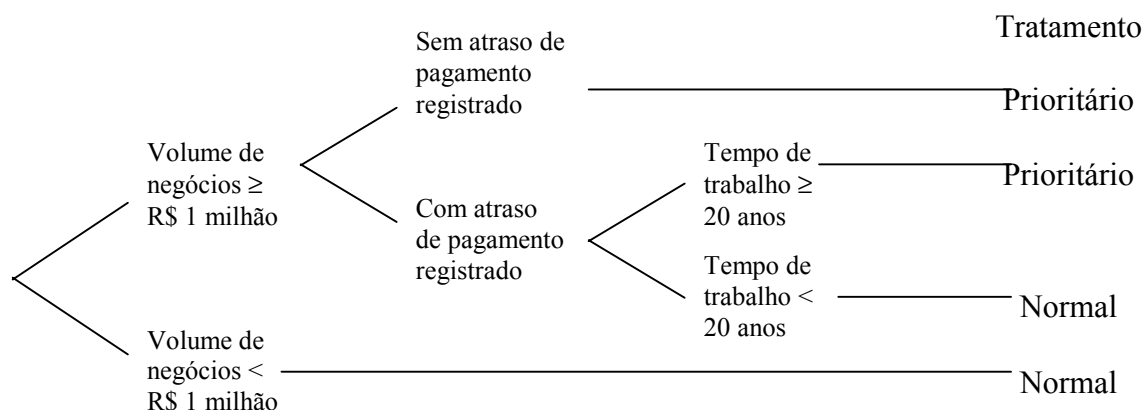 Tratamento
Sem atraso de
pagamento
registrado
Prioritário
Volume de
negócios ≥
R$ 1 milhão
Tempo de
trabalho ≥
20 anos
Prioritário
Com atraso
de pagamento
registrado
Tempo de
trabalho <
20 anos
Normal
Volume de
negócios <
R$ 1 milhão
Normal